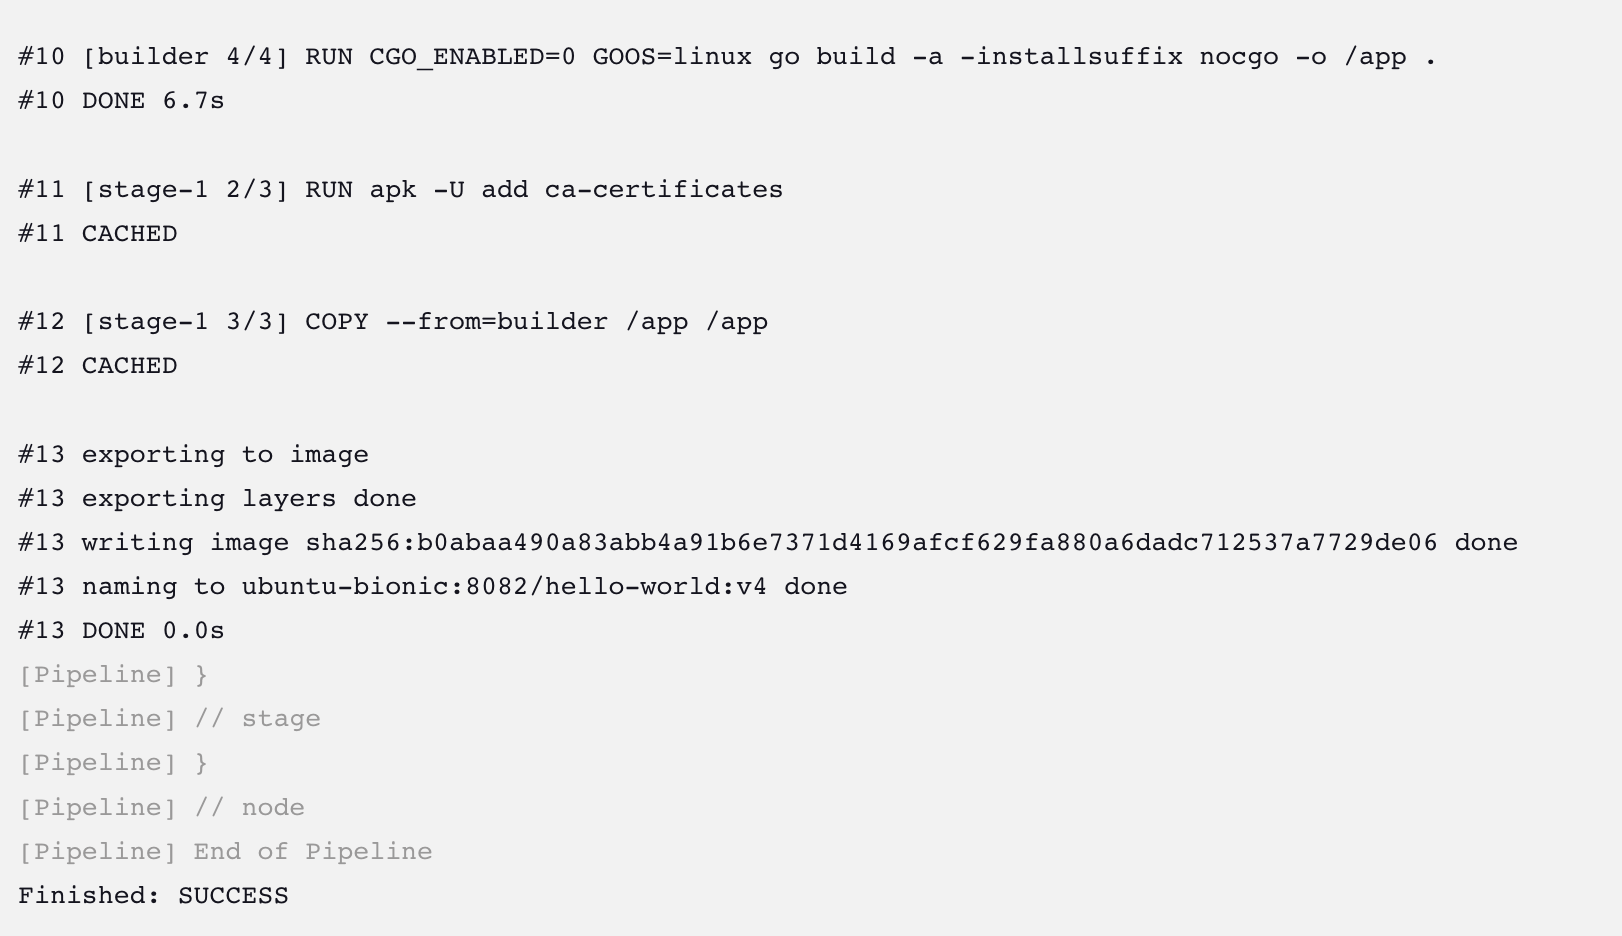 #10 [builder 4/4] RUN CGO_ENABLED=0 GOOS=linux go build -a -installsuffix nocgo -o /app .
#10 DONE 6.7s
#11 [stage-1 2/3] RUN apk -U add ca-certificates
#11 CACHED
#12 [stage-1 3/3] COPY --from=builder /app /app
#12 CACHED
#13 exporting to image
#13 exporting layers done
#13 writing image sha256:b0abaa490a83abb4a91b6e7371d4169afcf629fa880a6dadc712537a7729de06 done
#13 naming to ubuntu-bionic:8082/hello-world:v4 done
#13 DONE 0.0s
[Pipeline] }
[Pipeline] // stage
[Pipeline] }
[Pipeline] // node
[Pipeline] End of Pipeline
Finished: SUCCESS